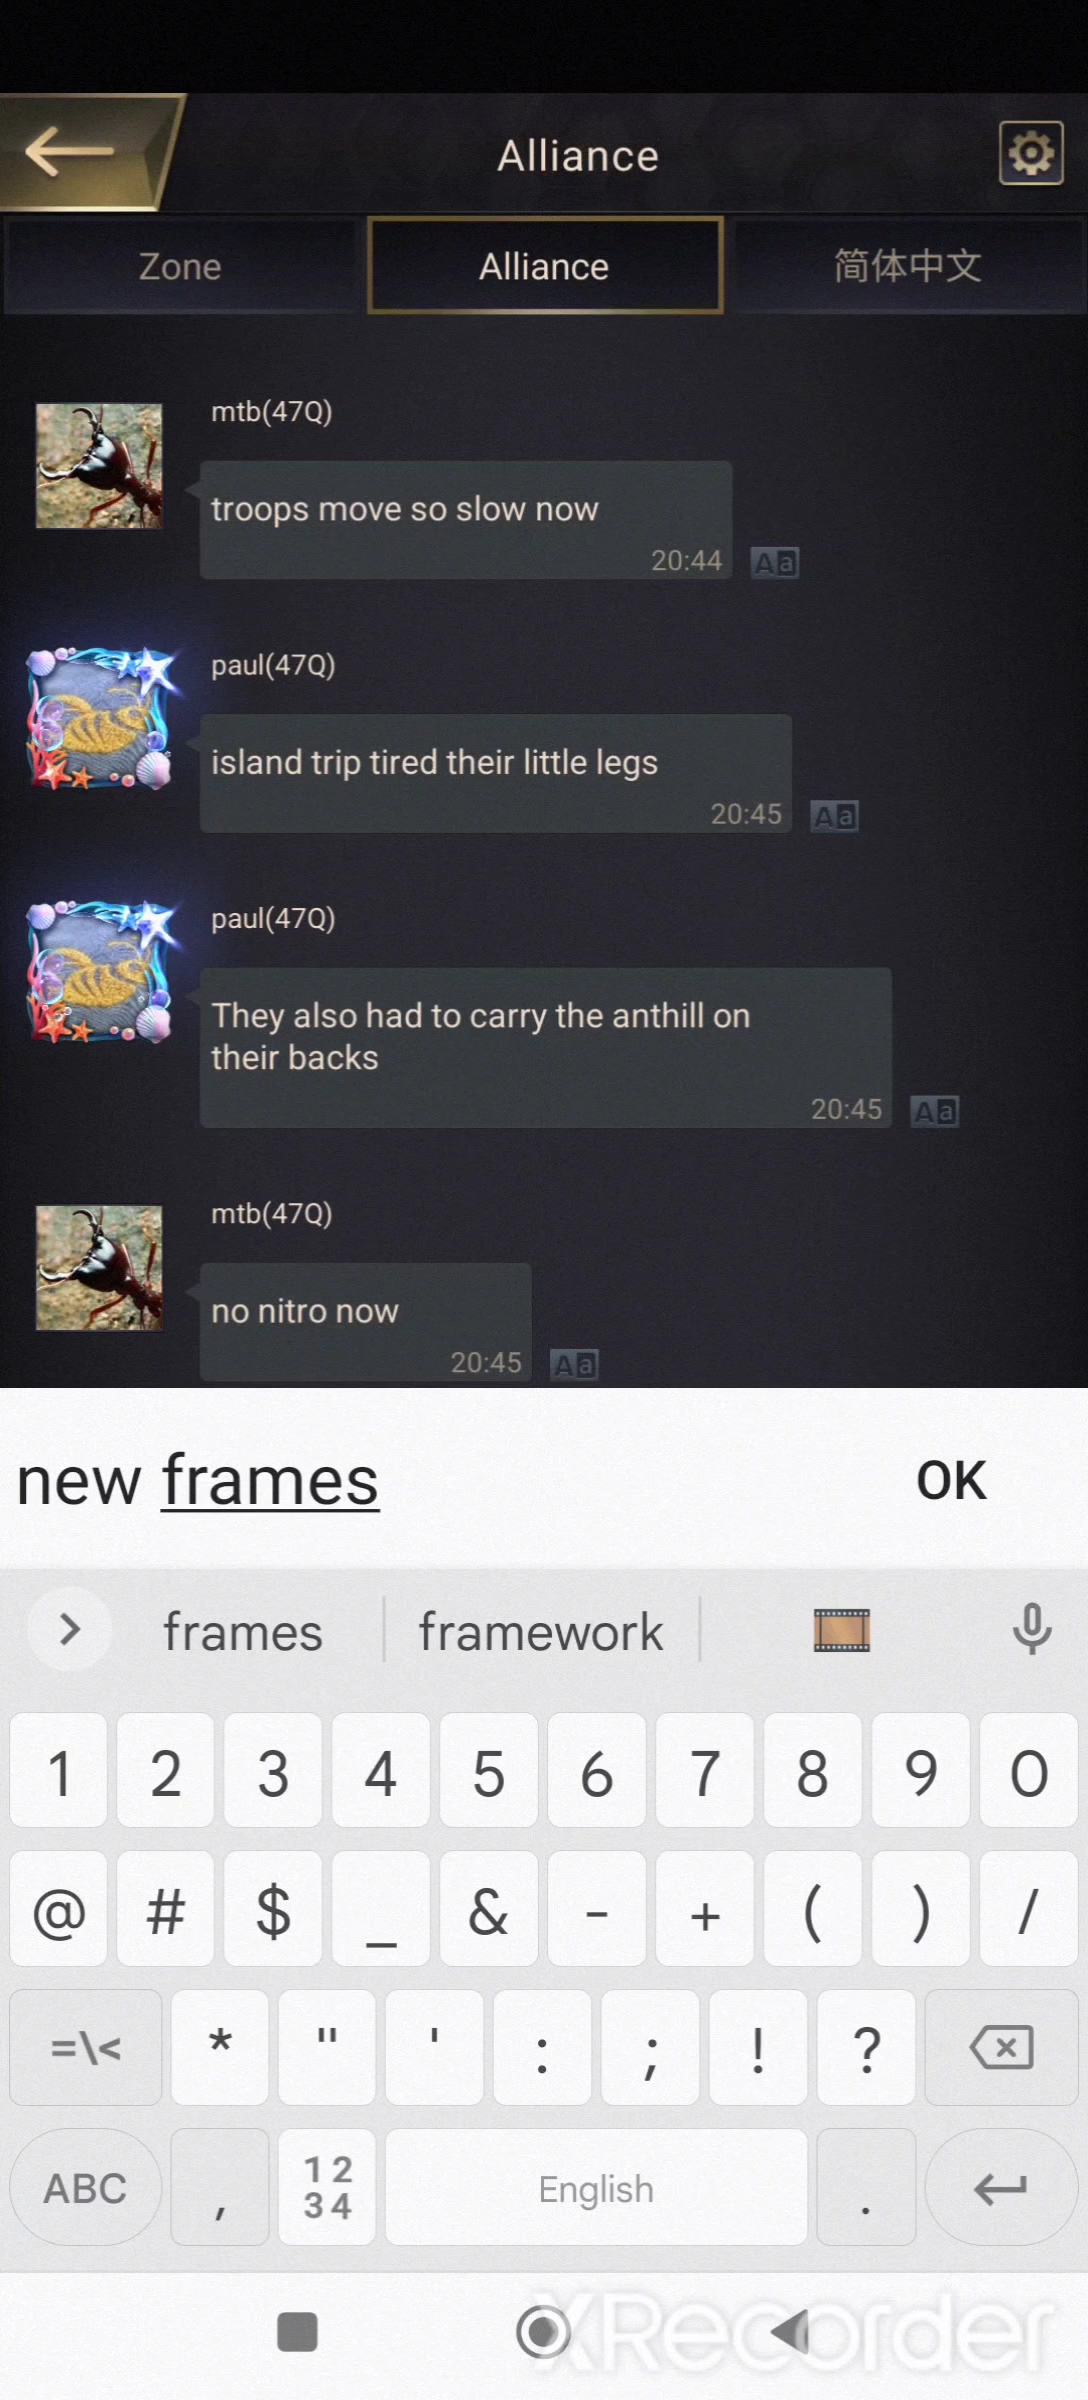 Alliance
Zone
Alliance
简体中文
mtb(47Q)
troops move so slow now
20:44
Aa
paul(47Q)
island trip tired their little legs
20:45
Aa
paul(47Q)
They also had to carry the anthill on
their backs
20:45
Aa
mtb(47Q)
no nitro now
20:45
Aa
new frames
OK
frames
framework
1 2 3 4 5 6 7 8 9 0
@ # $ _ & - + ( ) /
=\< * " ' : ; ! ?
ABC , 12 34 English .
XRecorder